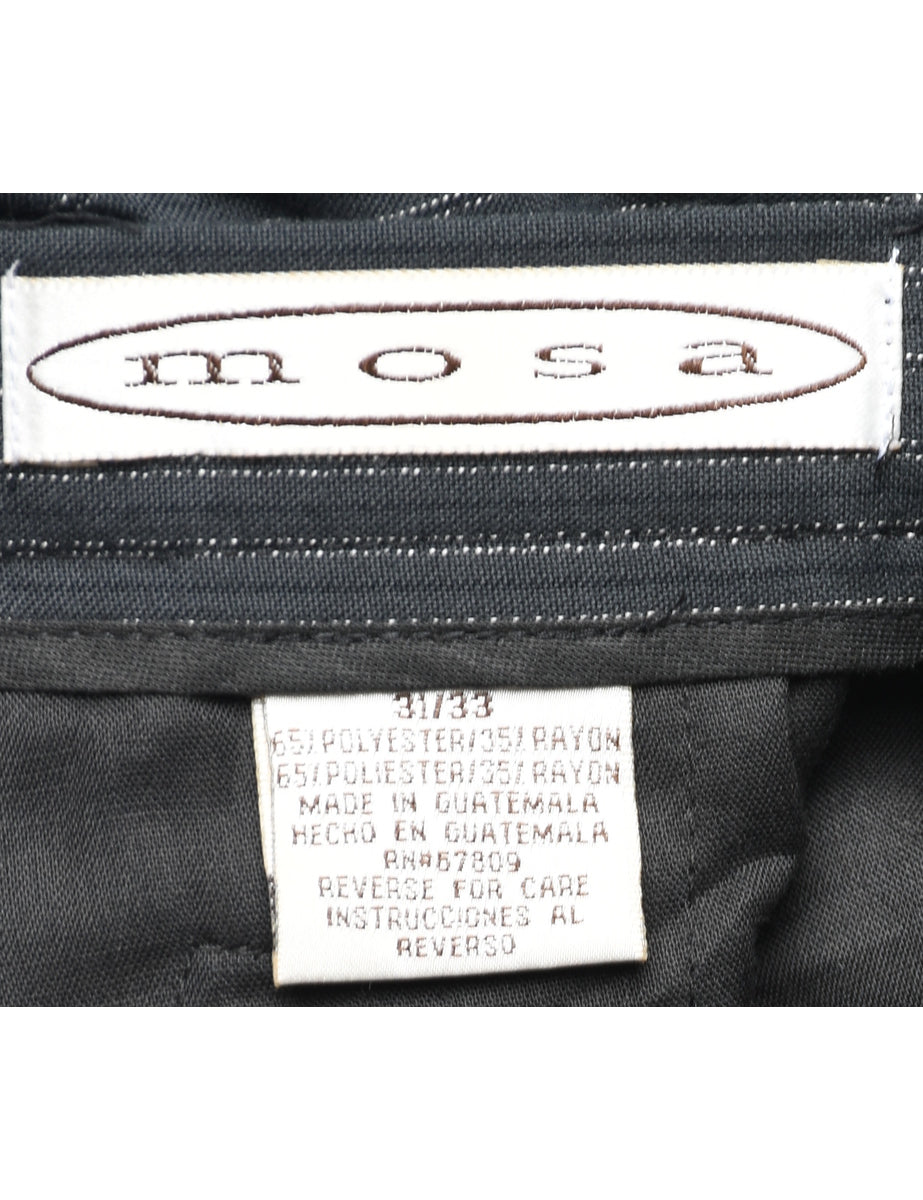 mosa
31/33
65% POLYESTER/35% RAYON
65% POLIESTER/35% RAYON
MADE IN GUATEMALA
HECHO EN GUATEMALA
RN#67809
REVERSE FOR CARE
INSTRUCCIONES AL
REVERSO